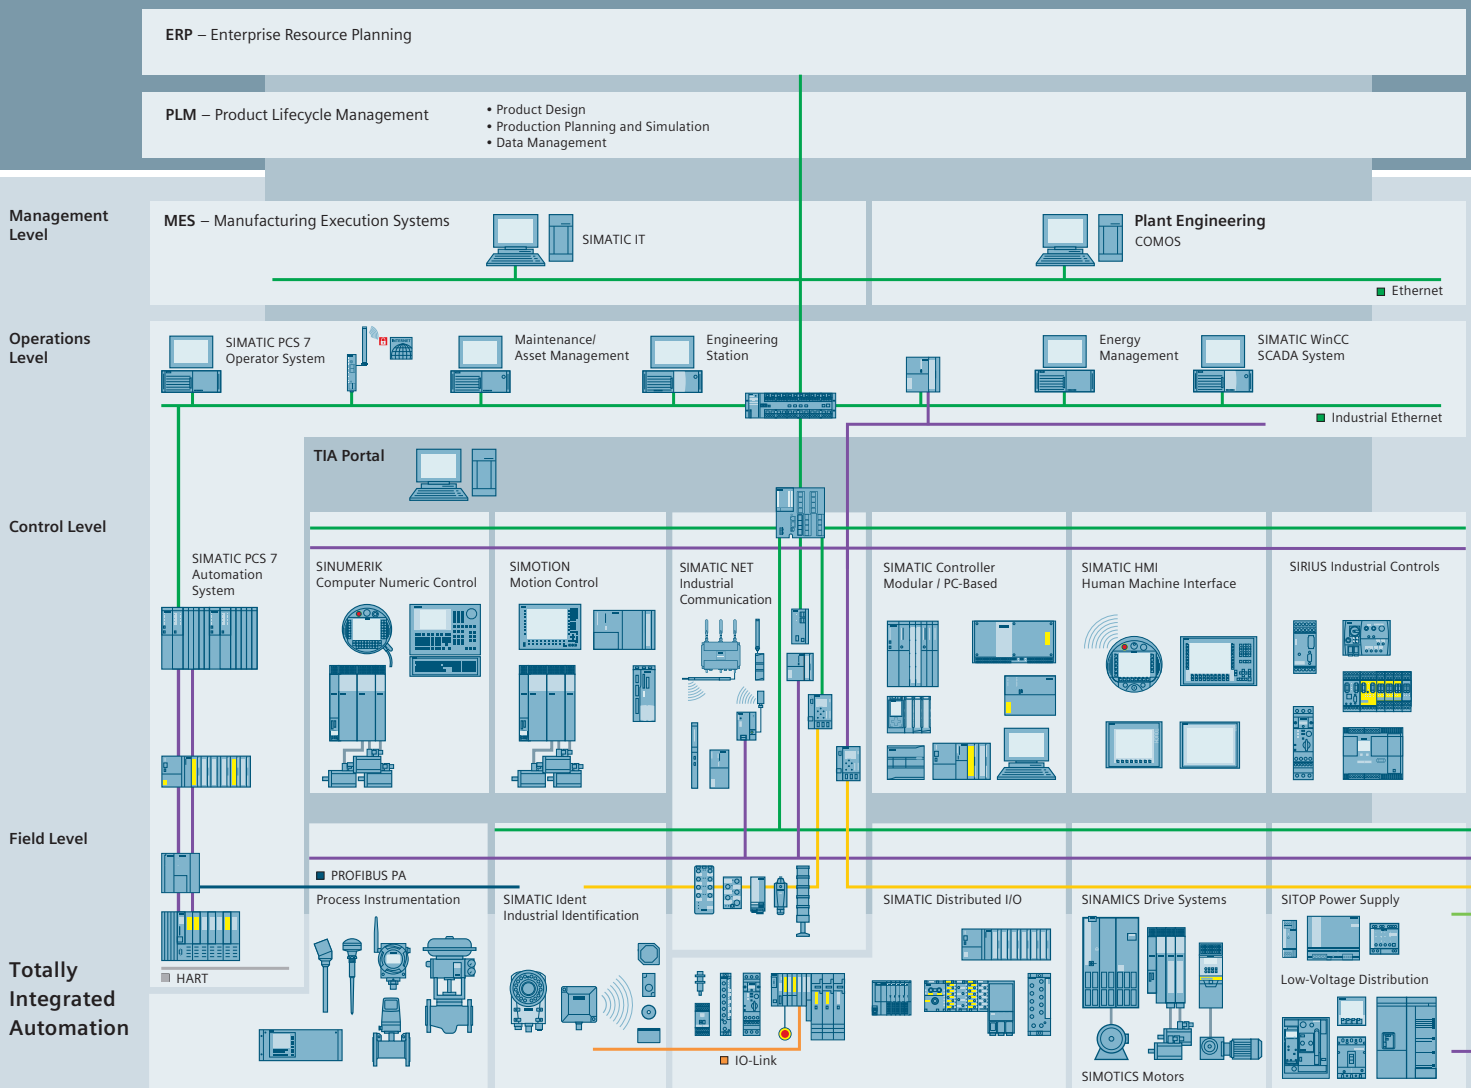 ERP – Enterprise Resource Planning
PLM – Product Lifecycle Management
• Product Design
• Production Planning and Simulation
• Data Management
Management
Level
MES – Manufacturing Execution Systems
SIMATIC IT
Plant Engineering
COMOS
Ethernet
Operations
Level
SIMATIC PCS 7
Operator System
Maintenance/
Asset Management
Engineering
Station
Energy
Management
SIMATIC WinCC
SCADA System
Industrial Ethernet
TIA Portal
Control Level
SIMATIC PCS 7
Automation
System
SINUMERIK
Computer Numeric Control
SIMOTION
Motion Control
SIMATIC NET
Industrial
Communication
SIMATIC Controller
Modular / PC-Based
SIMATIC HMI
Human Machine Interface
SIRIUS Industrial Controls
Field Level
PROFIBUS PA
Process Instrumentation
SIMATIC Ident
Industrial Identification
SIMATIC Distributed I/O
SINAMICS Drive Systems
SITOP Power Supply
HART
Low-Voltage Distribution
Totally
Integrated
Automation
IO-Link
SIMOTICS Motors